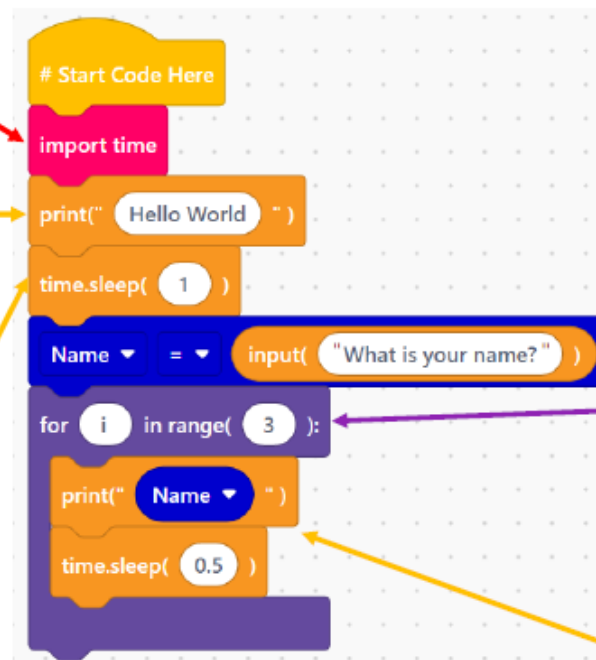 # Start Code Here
import time
print(" Hello World ")
time.sleep( 1 )
Name = input( "What is your name?" )
for i in range( 3 ):
print(" Name ")
time.sleep( 0.5 )